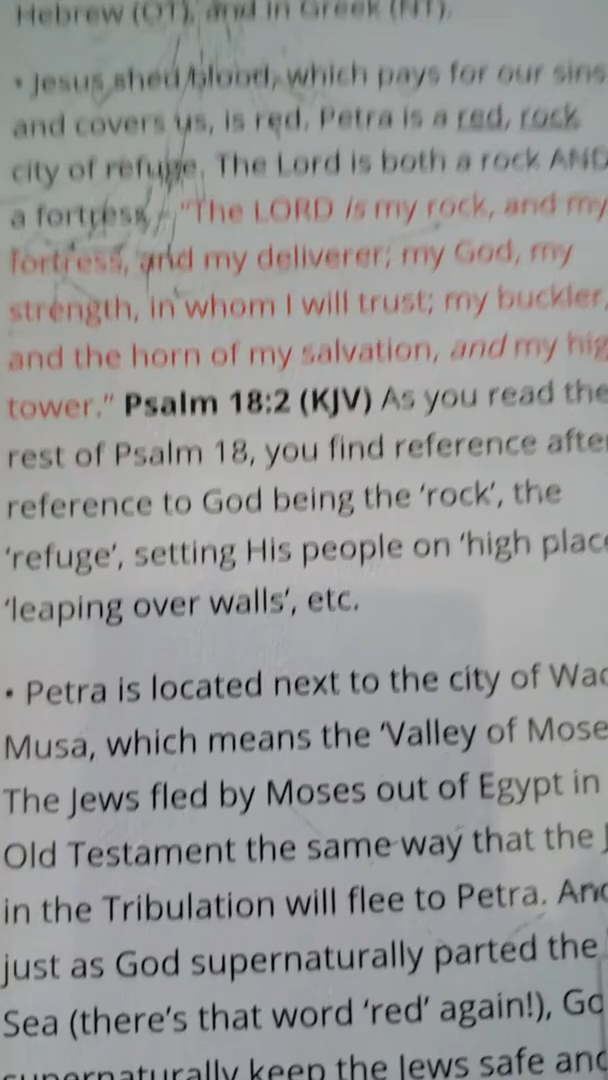 Hebrew (OT), and in Greek (NT).
• Jesus shed blood, which pays for our sins
and covers us, is red. Petra is a red, rock
city of refuge. The Lord is both a rock AND
a fortress - "The LORD is my rock, and my
fortress, and my deliverer; my God, my
strength, in whom I will trust; my buckler,
and the horn of my salvation, and my hig
tower." Psalm 18:2 (KJV) As you read the
rest of Psalm 18, you find reference after
reference to God being the 'rock', the
'refuge', setting His people on 'high place
'leaping over walls', etc.
• Petra is located next to the city of Wad
Musa, which means the 'Valley of Mose
The Jews fled by Moses out of Egypt in
Old Testament the same way that the J
in the Tribulation will flee to Petra. And
just as God supernaturally parted the
Sea (there's that word 'red' again!), Go
supernaturally keep the Jews safe and